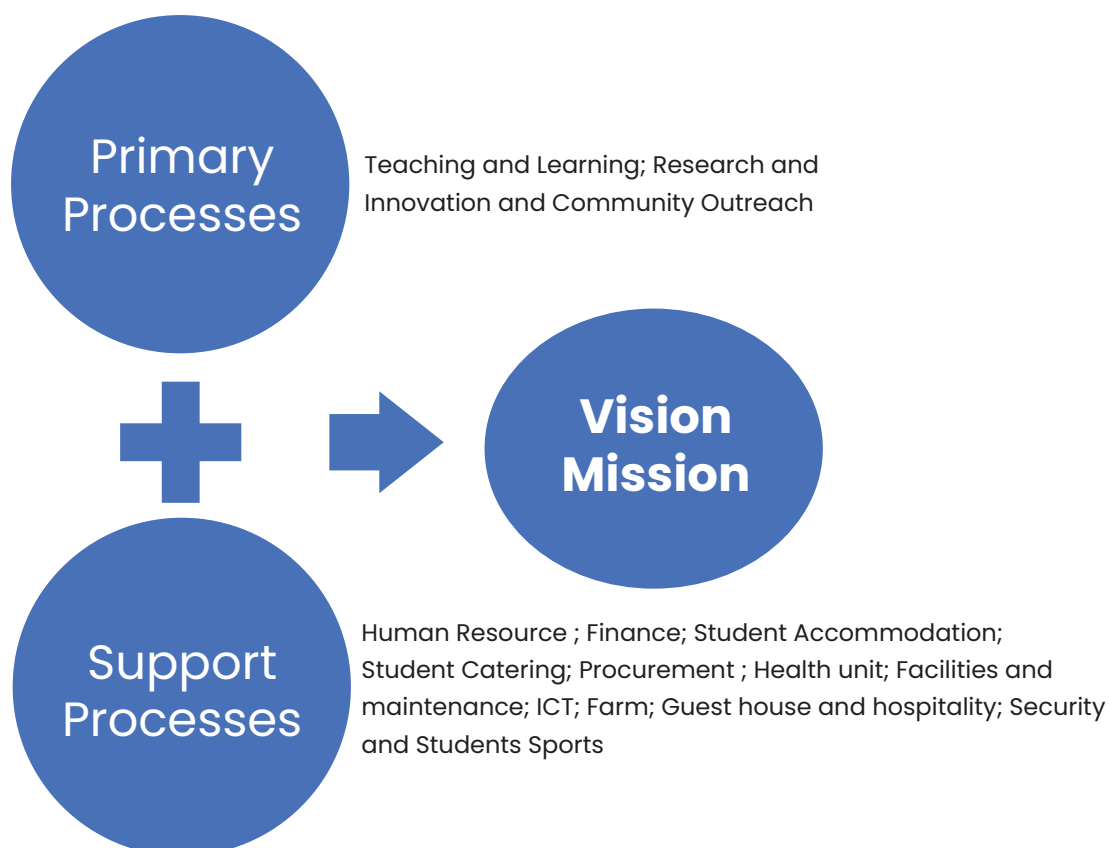 Primary
Processes
Teaching and Learning; Research and
Innovation and Community Outreach
Vision
Mission
Support
Processes
Human Resource ; Finance; Student Accommodation;
Student Catering; Procurement ; Health unit; Facilities and
maintenance; ICT; Farm; Guest house and hospitality; Security
and Students Sports